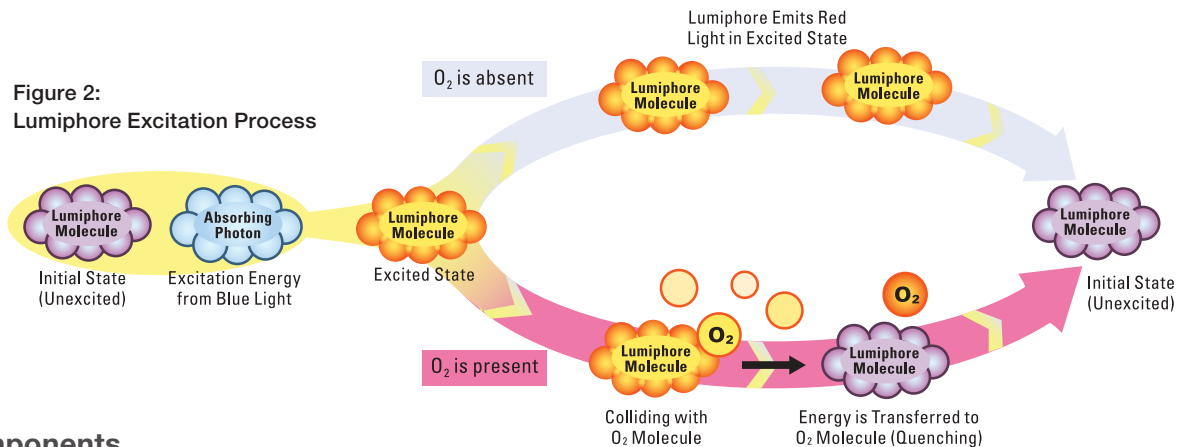 Figure 2:
Lumiphore Excitation Process
Lumiphore
Molecule
Initial State
(Unexcited)
Absorbing
Photon
Excitation Energy
from Blue Light
Lumiphore
Molecule
Excited State
O₂ is absent
Lumiphore Emits Red
Light in Excited State
Lumiphore
Molecule
Lumiphore
Molecule
O₂ is present
Lumiphore
Molecule
O₂
Colliding with
O₂ Molecule
O₂
Lumiphore
Molecule
Energy is Transferred to
O₂ Molecule (Quenching)
Lumiphore
Molecule
Initial State
(Unexcited)